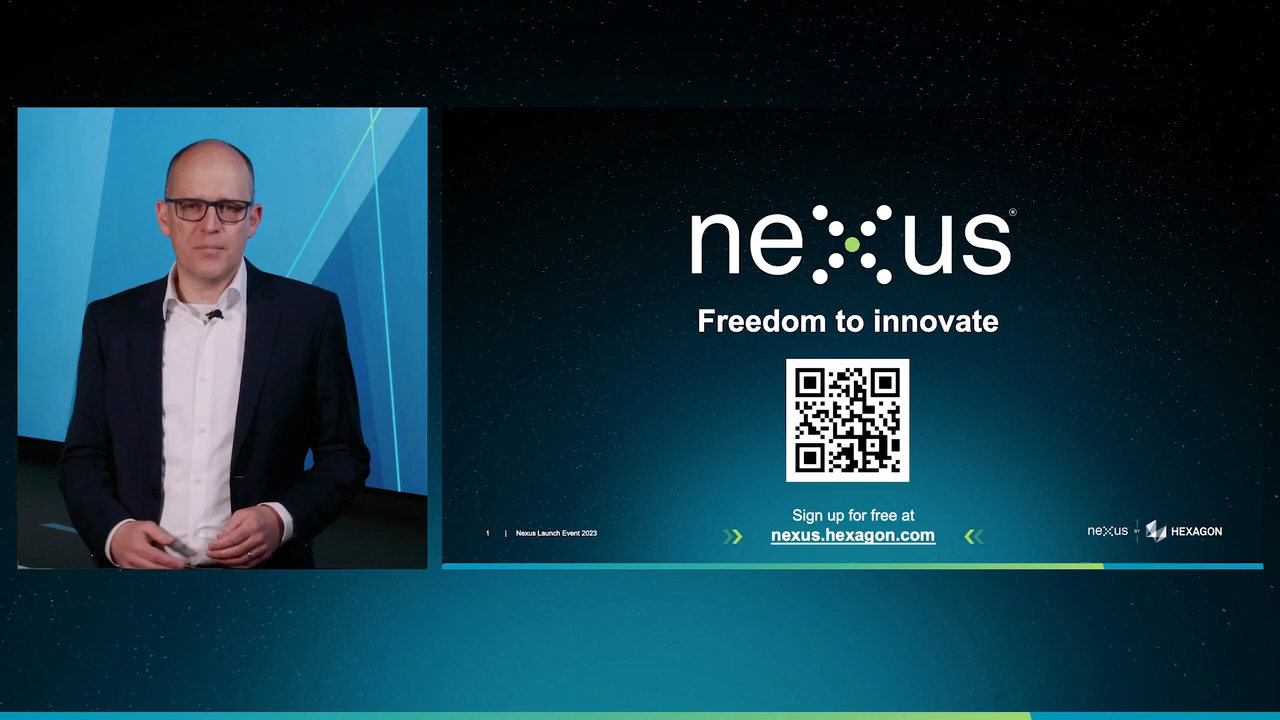 nexus®
Freedom to innovate
Sign up for free at
nexus.hexagon.com
1 | Nexus Launch Event 2023
nexus BY HEXAGON